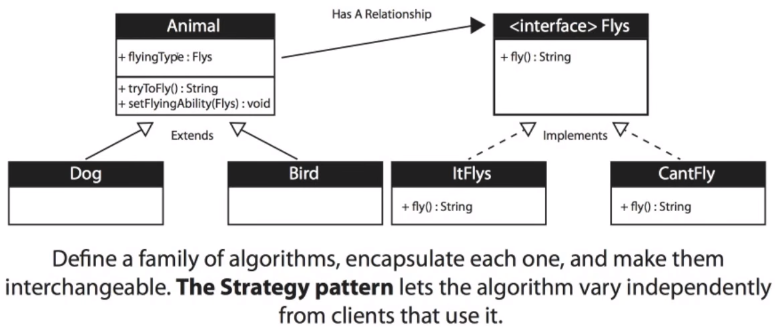 Animal
+ flyingType : Flys
+ tryToFly() : String
+ setFlyingAbility(Flys) : void
Has A Relationship
<interface> Flys
+ fly() : String
Extends
Implements
Dog
Bird
ItFlys
+ fly() : String
CantFly
+ fly() : String
Define a family of algorithms, encapsulate each one, and make them
interchangeable. The Strategy pattern lets the algorithm vary independently
from clients that use it.